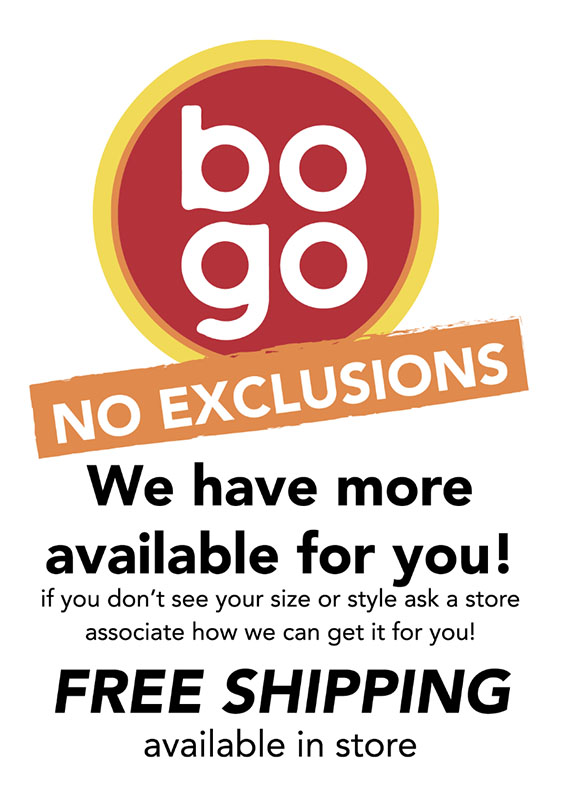 bo
go
NO EXCLUSIONS
We have more
available for you!
if you don't see your size or style ask a store
associate how we can get it for you!
FREE SHIPPING
available in store